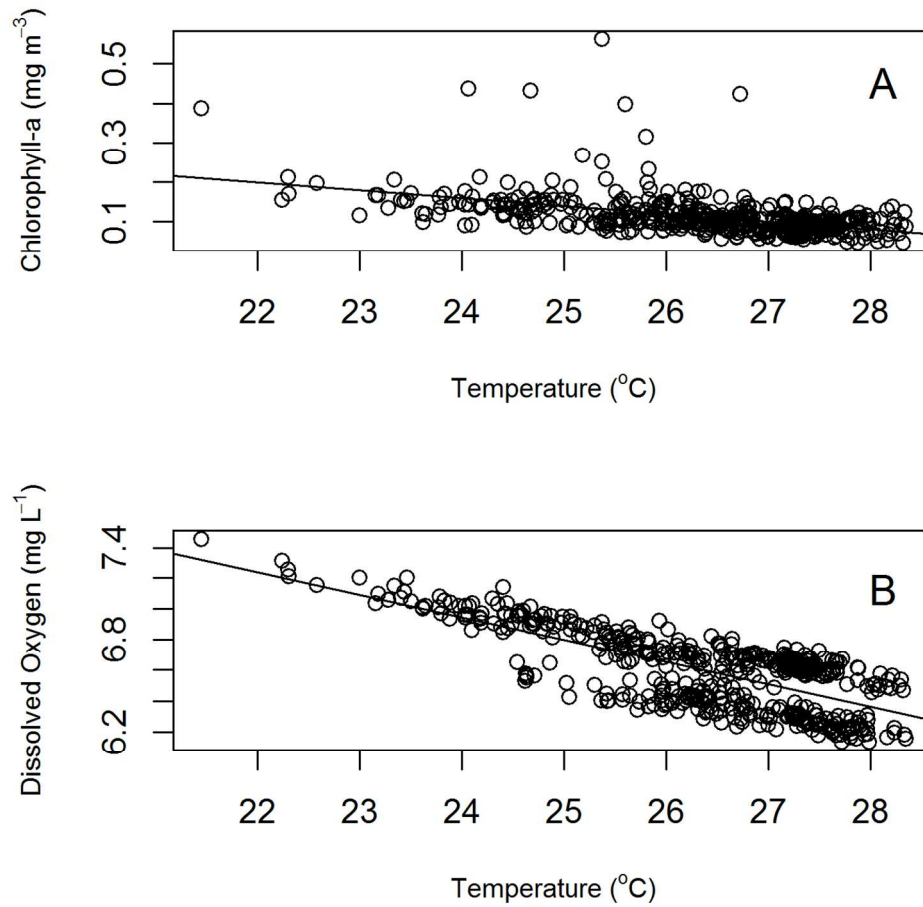 Chlorophyll-a (mg m⁻³)
0.5
0.3
0.1
A
22 23 24 25 26 27 28
Temperature (°C)
Dissolved Oxygen (mg L⁻¹)
7.4
6.8
6.2
B
22 23 24 25 26 27 28
Temperature (°C)